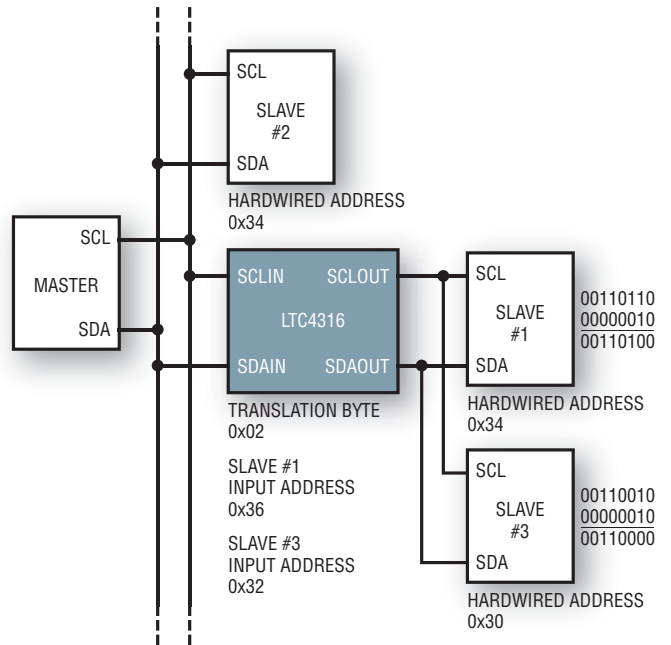 SCL
SLAVE
#2
SDA
HARDWIRED ADDRESS
0x34
MASTER
SCL
SDA
SCLIN SCLOUT
LTC4316
SDAIN SDAOUT
TRANSLATION BYTE
0x02
SLAVE #1
INPUT ADDRESS
0x36
SLAVE #3
INPUT ADDRESS
0x32
SCL
SLAVE
#1
SDA
00110110
00000010
00110100
HARDWIRED ADDRESS
0x34
SCL
SLAVE
#3
SDA
00110010
00000010
00110000
HARDWIRED ADDRESS
0x30